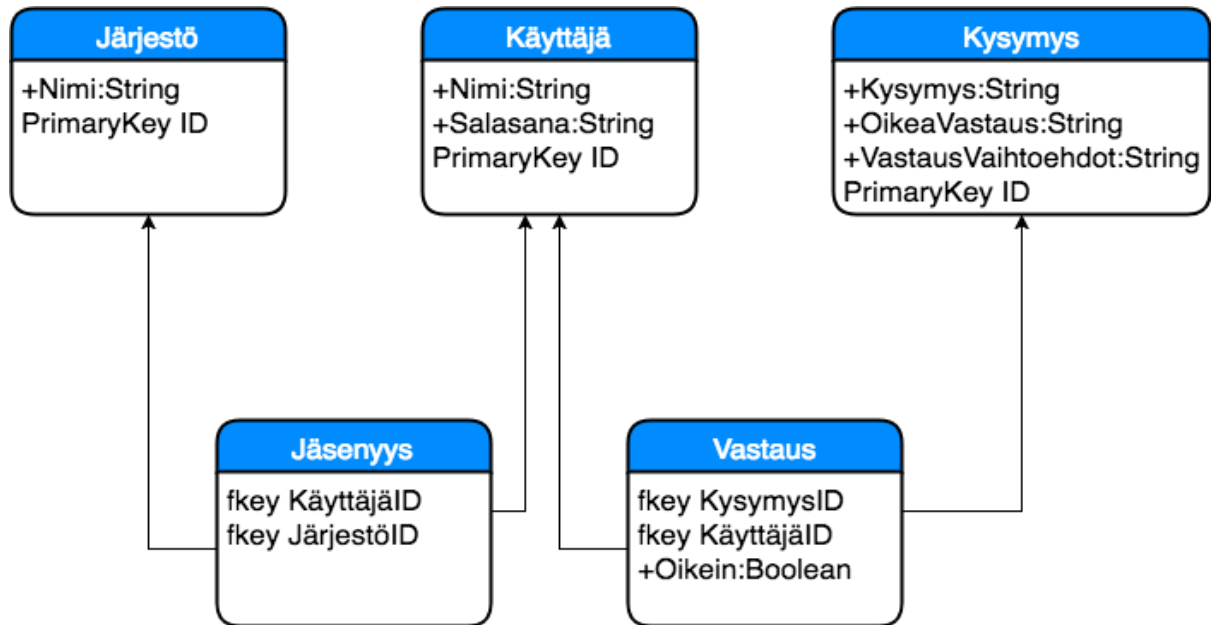 Järjestö
+Nimi:String
PrimaryKey ID
Käyttäjä
+Nimi:String
+Salasana:String
PrimaryKey ID
Kysymys
+Kysymys:String
+OikeaVastaus:String
+VastausVaihtoehdot:String
PrimaryKey ID
Jäsenyys
fkey KäyttäjäID
fkey JärjestöID
Vastaus
fkey KysymysID
fkey KäyttäjäID
+Oikein:Boolean